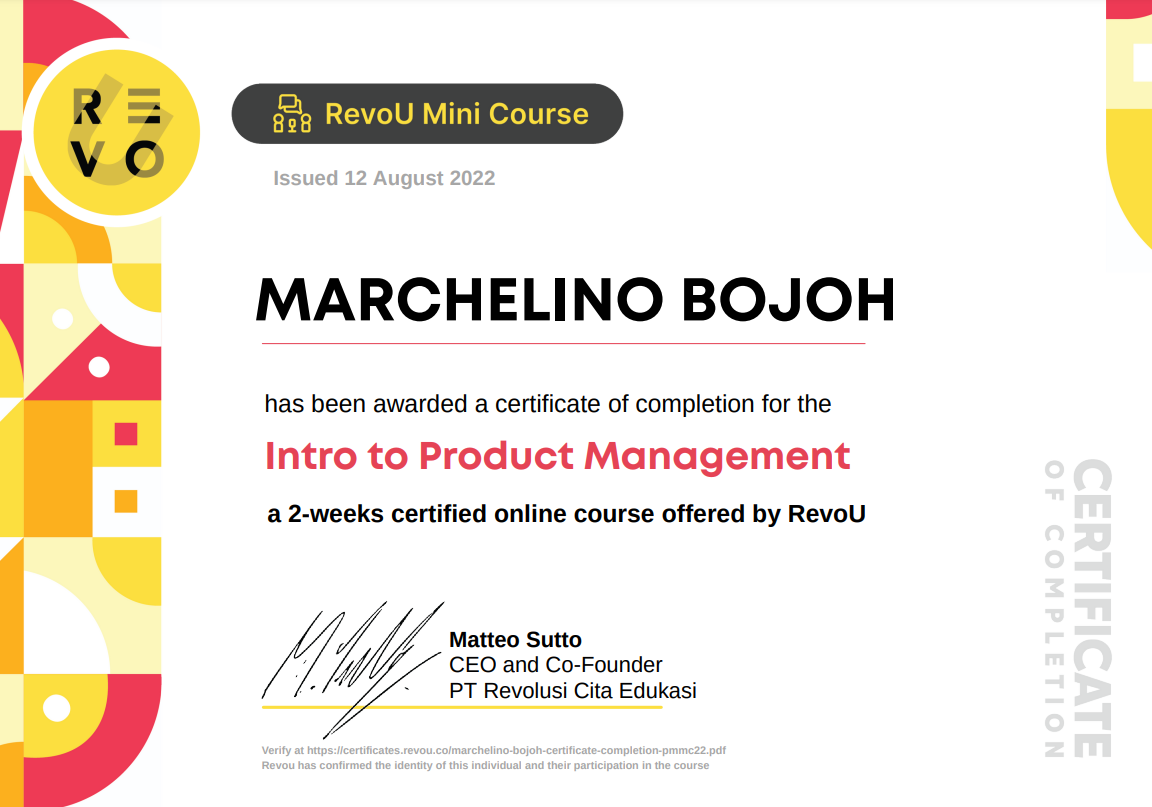 RE
VO
RevoU Mini Course
Issued 12 August 2022
MARCHELINO BOJOH
has been awarded a certificate of completion for the
Intro to Product Management
a 2-weeks certified online course offered by RevoU
Matteo Sutto
CEO and Co-Founder
PT Revolusi Cita Edukasi
Verify at https://certificates.revou.co/marchelino-bojoh-certificate-completion-pmmc22.pdf
Revou has confirmed the identity of this individual and their participation in the course
CERTIFICATE
OF COMPLETION